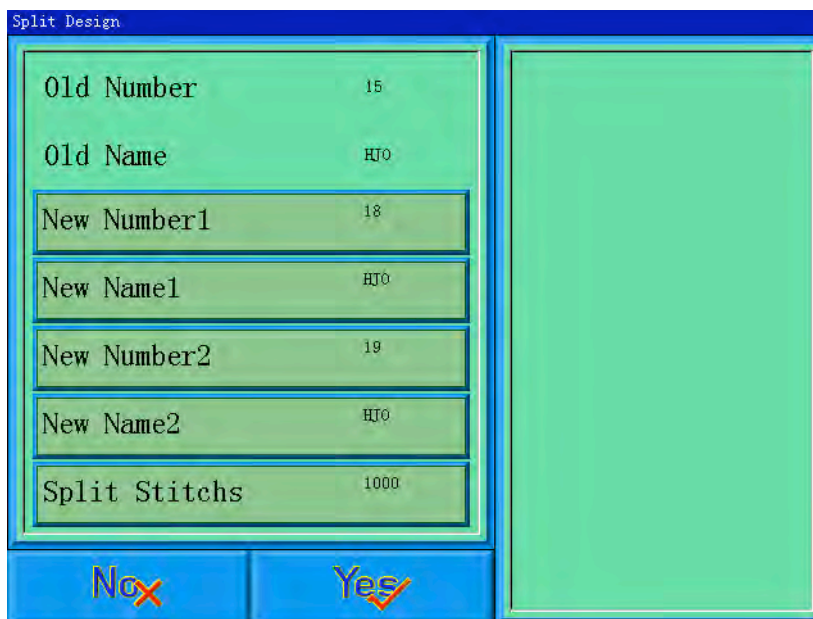 Split Design
Old Number 15
Old Name HJO
New Number1 18
New Name1 HJO
New Number2 19
New Name2 HJO
Split Stitchs 1000
No Yes